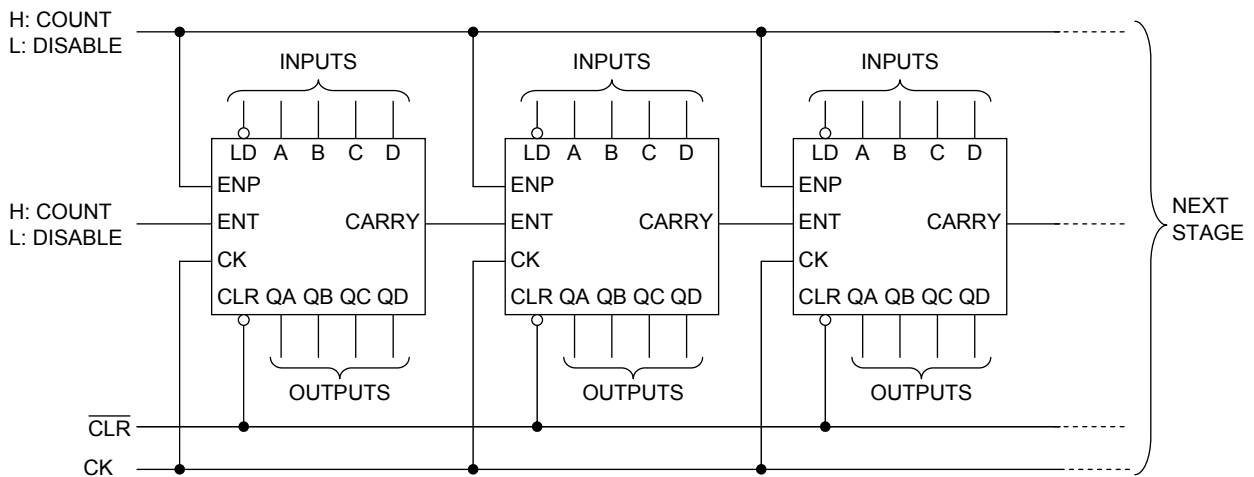 H: COUNT
L: DISABLE
INPUTS
INPUTS
INPUTS
LD A B C D
LD A B C D
LD A B C D
ENP
ENP
ENP
H: COUNT
L: DISABLE
ENT CARRY
ENT CARRY
ENT CARRY
NEXT
STAGE
CK
CK
CK
CLR QA QB QC QD
CLR QA QB QC QD
CLR QA QB QC QD
OUTPUTS
OUTPUTS
OUTPUTS
C̅L̅R̅
CK